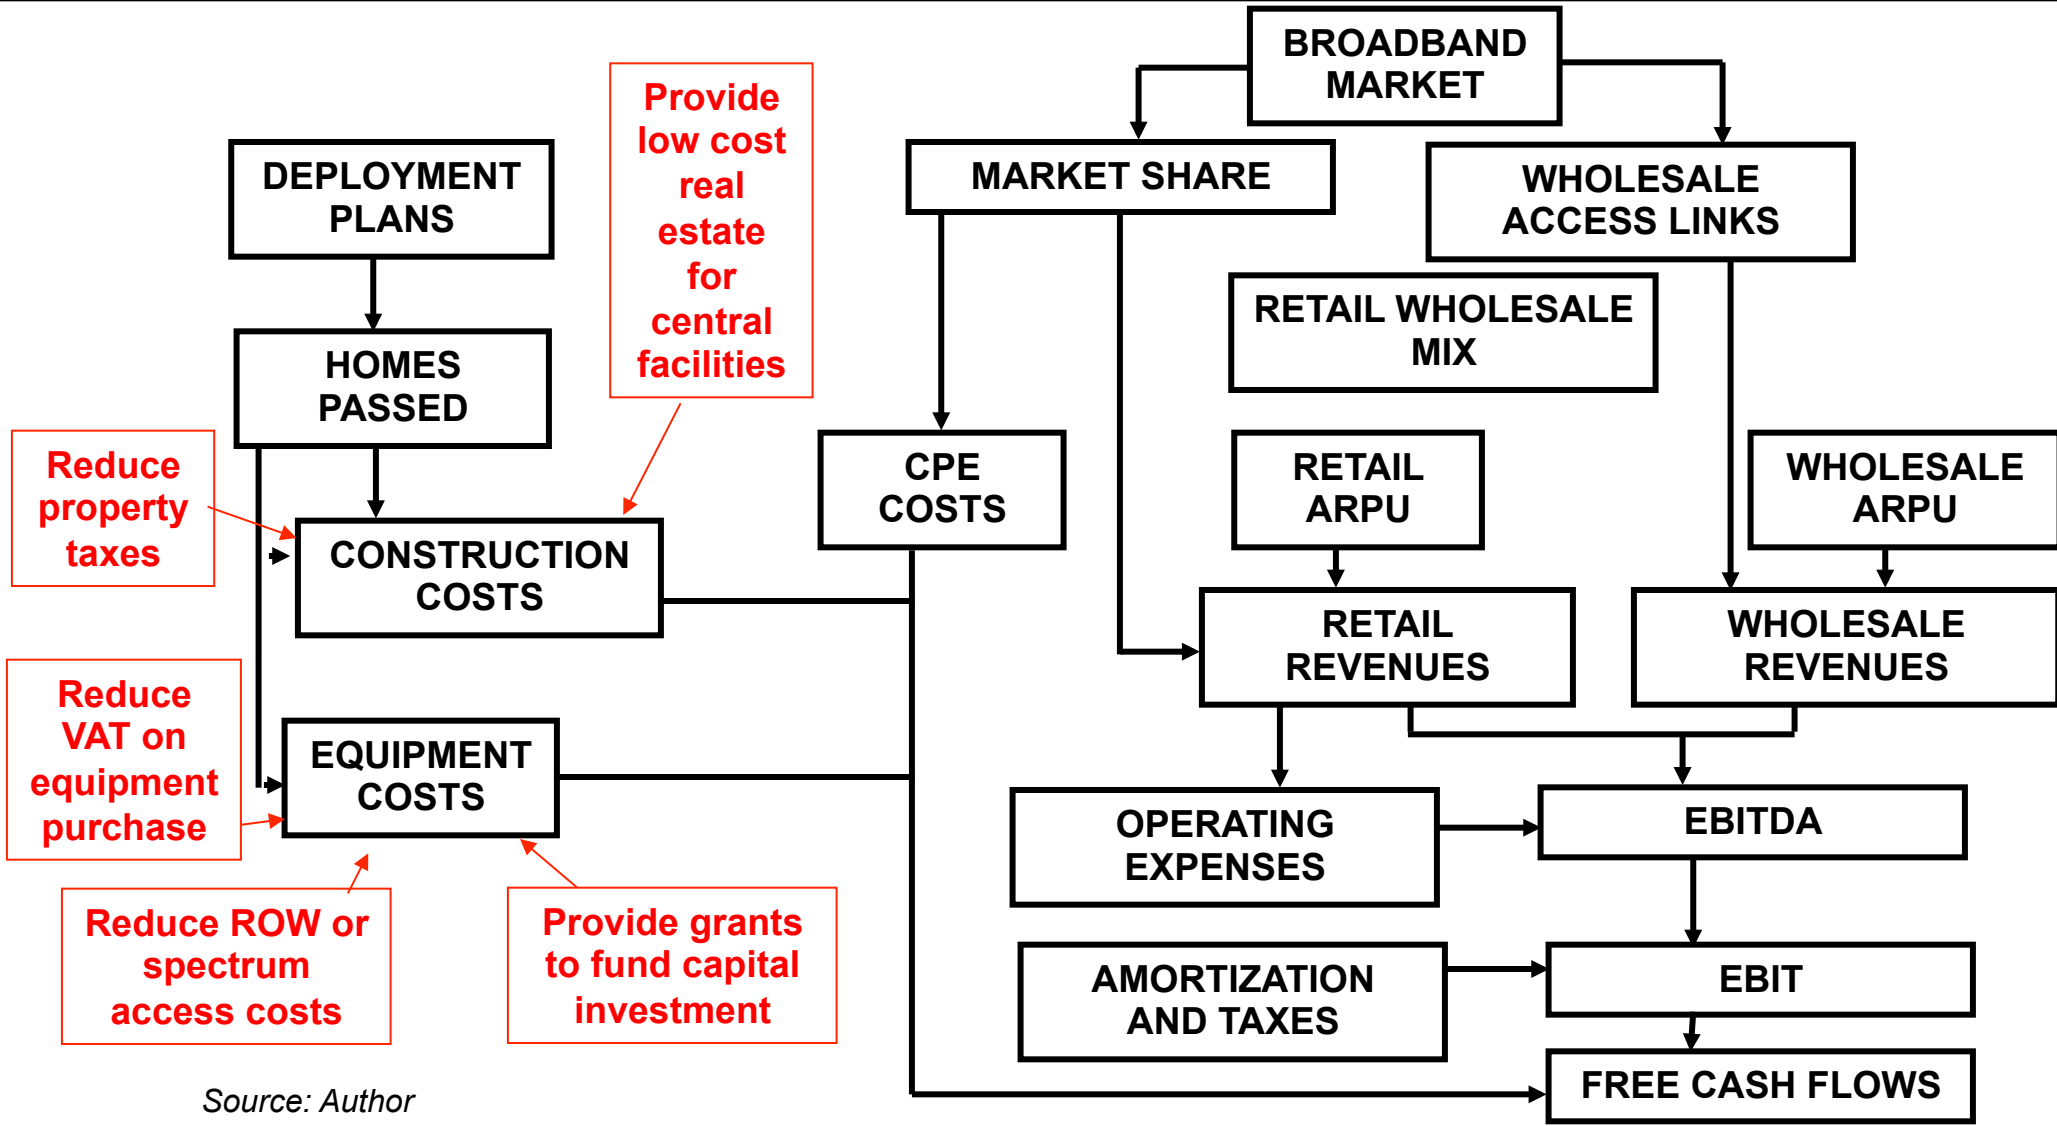 BROADBAND
MARKET
Provide
low cost
real
estate
for
central
facilities
DEPLOYMENT
PLANS
MARKET SHARE
WHOLESALE
ACCESS LINKS
RETAIL WHOLESALE
MIX
HOMES
PASSED
Reduce
property
taxes
CPE
COSTS
RETAIL
ARPU
WHOLESALE
ARPU
CONSTRUCTION
COSTS
RETAIL
REVENUES
WHOLESALE
REVENUES
Reduce
VAT on
equipment
purchase
EQUIPMENT
COSTS
OPERATING
EXPENSES
EBITDA
Reduce ROW or
spectrum
access costs
Provide grants
to fund capital
investment
AMORTIZATION
AND TAXES
EBIT
FREE CASH FLOWS
Source: Author